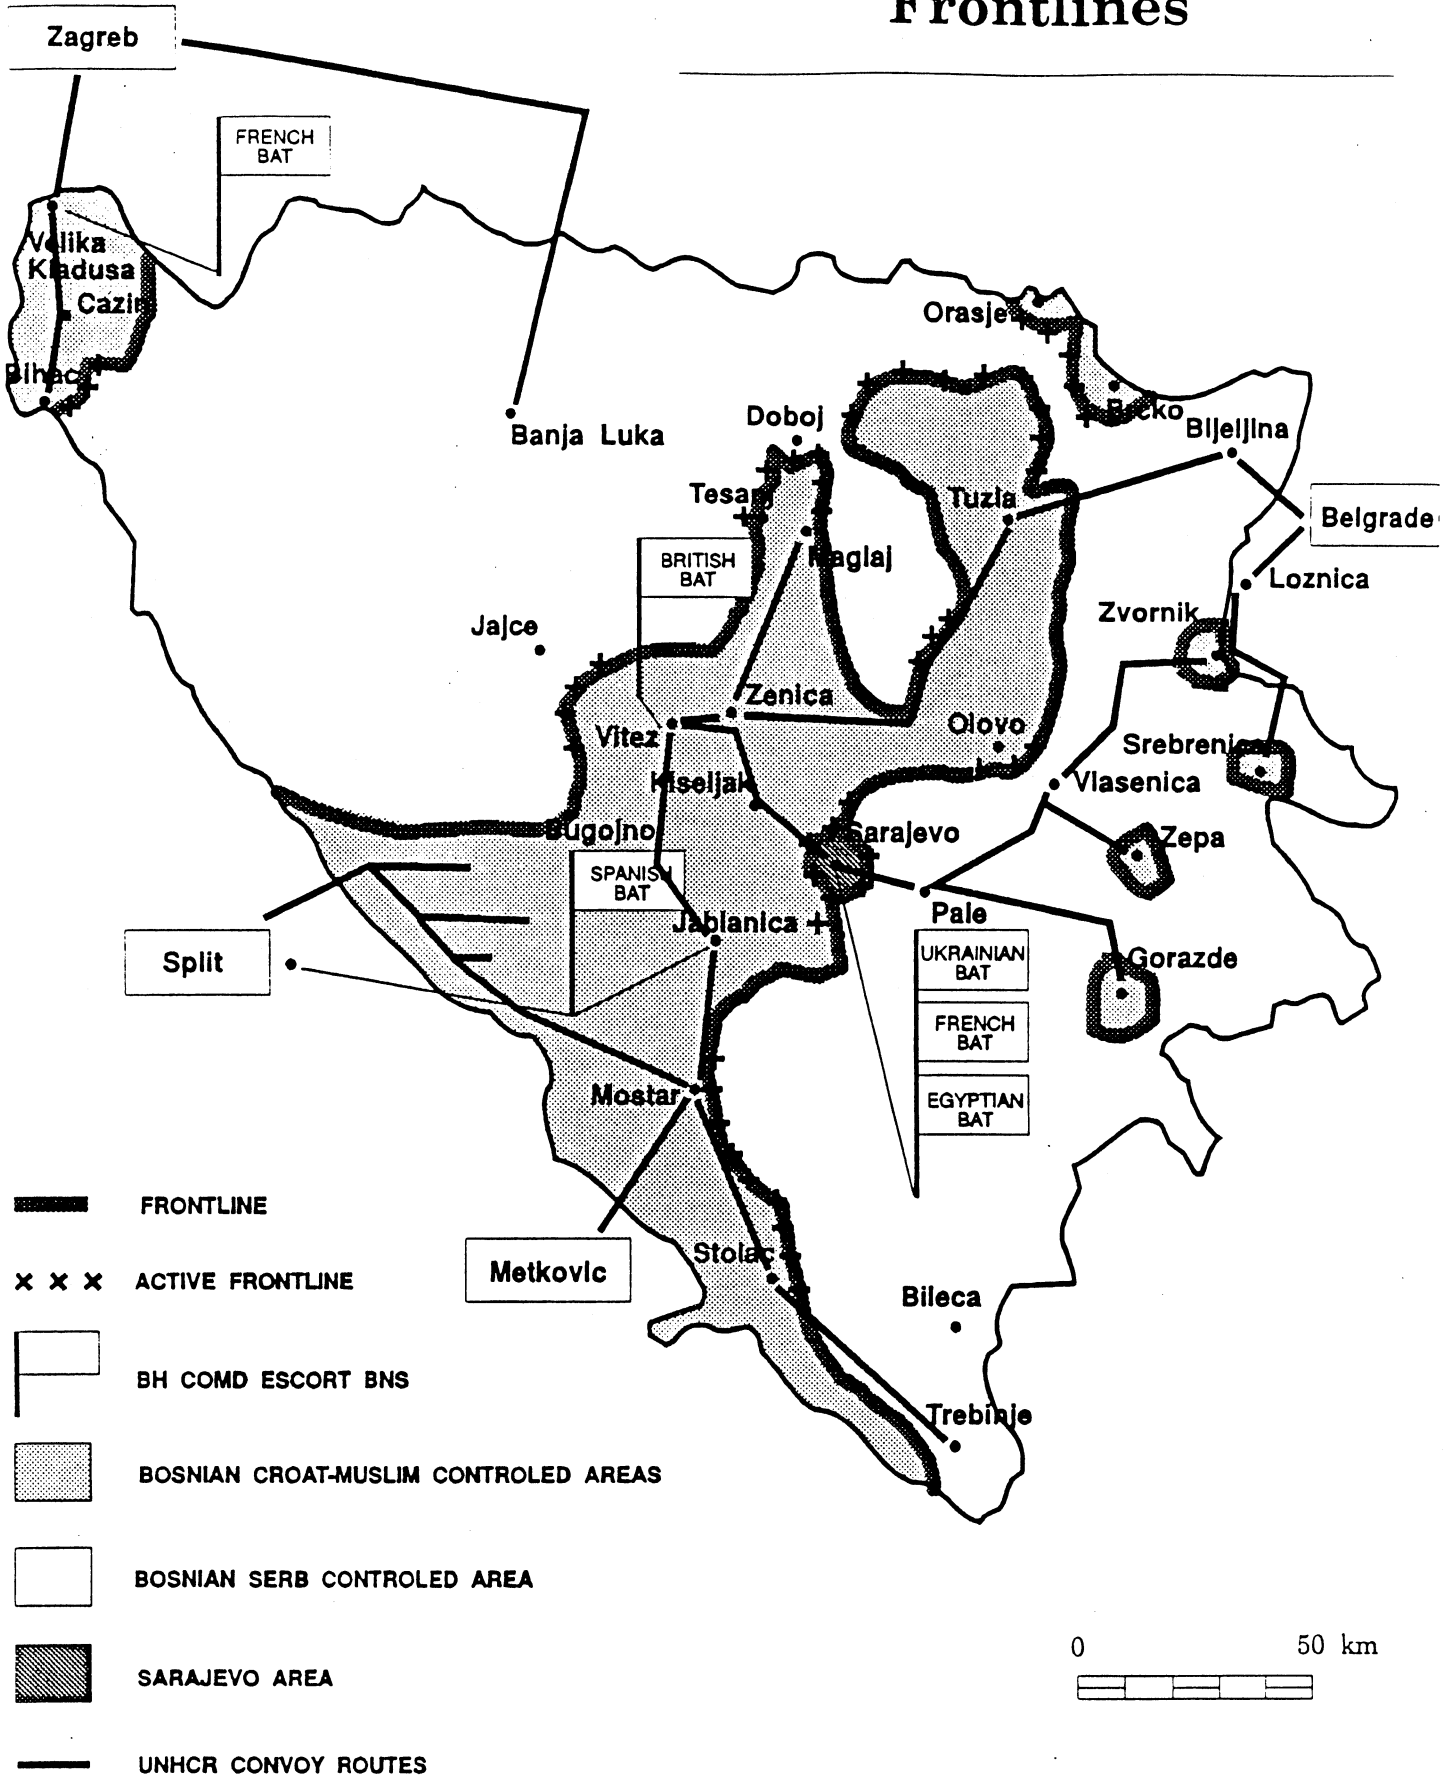 Frontlines
Zagreb
FRENCH
BAT
Velika
Kladusa
Cazin
Bihac
Banja Luka
Orasje
Brcko
Doboj
Bijeljina
Tesanj
Tuzla
Belgrade
BRITISH
BAT
Maglaj
Loznica
Jajce
Zvornik
Zenica
Vitez
Olovo
Srebrenica
Kiseljak
Vlasenica
Bugojno
Sarajevo
Zepa
SPANISH
BAT
Jablanica
Pale
Split
UKRAINIAN
BAT
Gorazde
FRENCH
BAT
Mostar
EGYPTIAN
BAT
FRONTLINE
Stolac
Metkovic
ACTIVE FRONTLINE
Bileca
BH COMD ESCORT BNS
Trebinje
BOSNIAN CROAT-MUSLIM CONTROLED AREAS
BOSNIAN SERB CONTROLED AREA
0 50 km
SARAJEVO AREA
UNHCR CONVOY ROUTES